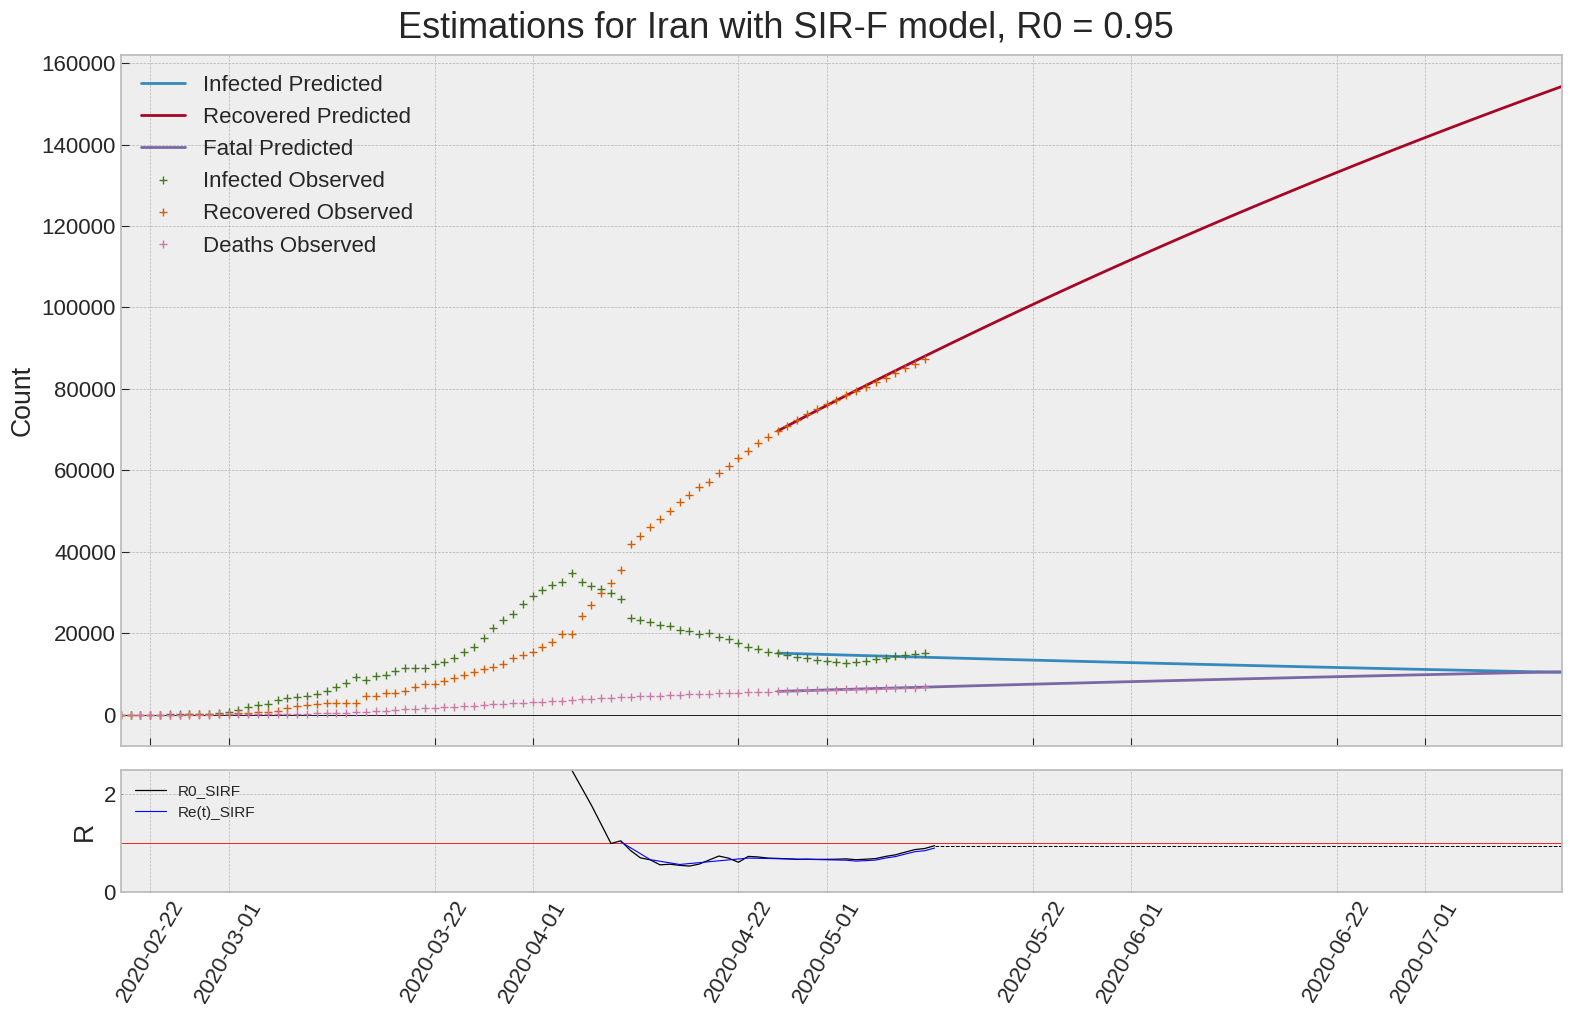 Estimations for Iran with SIR-F model, R0 = 0.95
160000
140000
120000
100000
80000
60000
40000
20000
0
Count
Infected Predicted
Recovered Predicted
Fatal Predicted
Infected Observed
Recovered Observed
Deaths Observed
2
0
R
R0_SIRF
Re(t)_SIRF
2020-02-22
2020-03-01
2020-03-22
2020-04-01
2020-04-22
2020-05-01
2020-05-22
2020-06-01
2020-06-22
2020-07-01